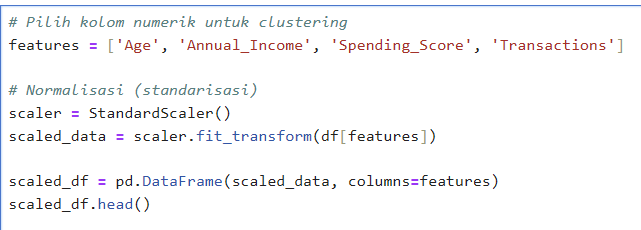 # Pilih kolom numerik untuk clustering
features = ['Age', 'Annual_Income', 'Spending_Score', 'Transactions']
# Normalisasi (standarisasi)
scaler = StandardScaler()
scaled_data = scaler.fit_transform(df[features])
scaled_df = pd.DataFrame(scaled_data, columns=features)
scaled_df.head()